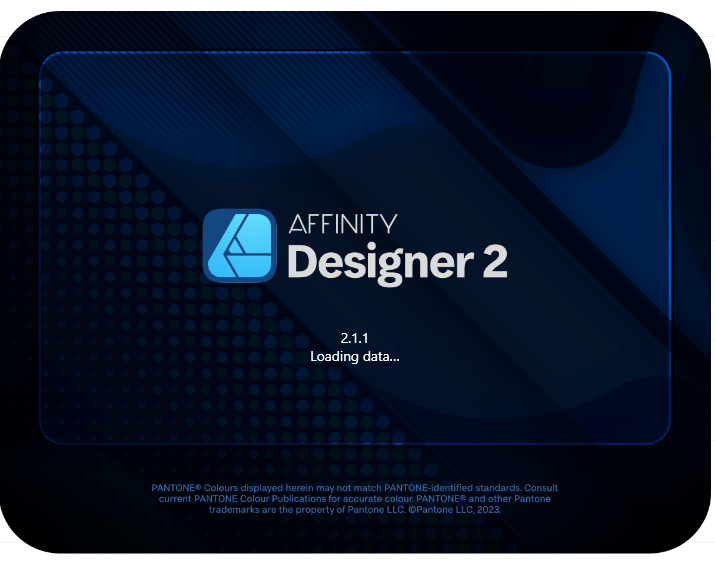 AFFINITY
Designer 2
2.1.1
Loading data...
PANTONE® Colours displayed herein may not match PANTONE-identified standards. Consult
current PANTONE Colour Publications for accurate colour. PANTONE® and other Pantone
trademarks are the property of Pantone LLC. ©Pantone LLC, 2023.